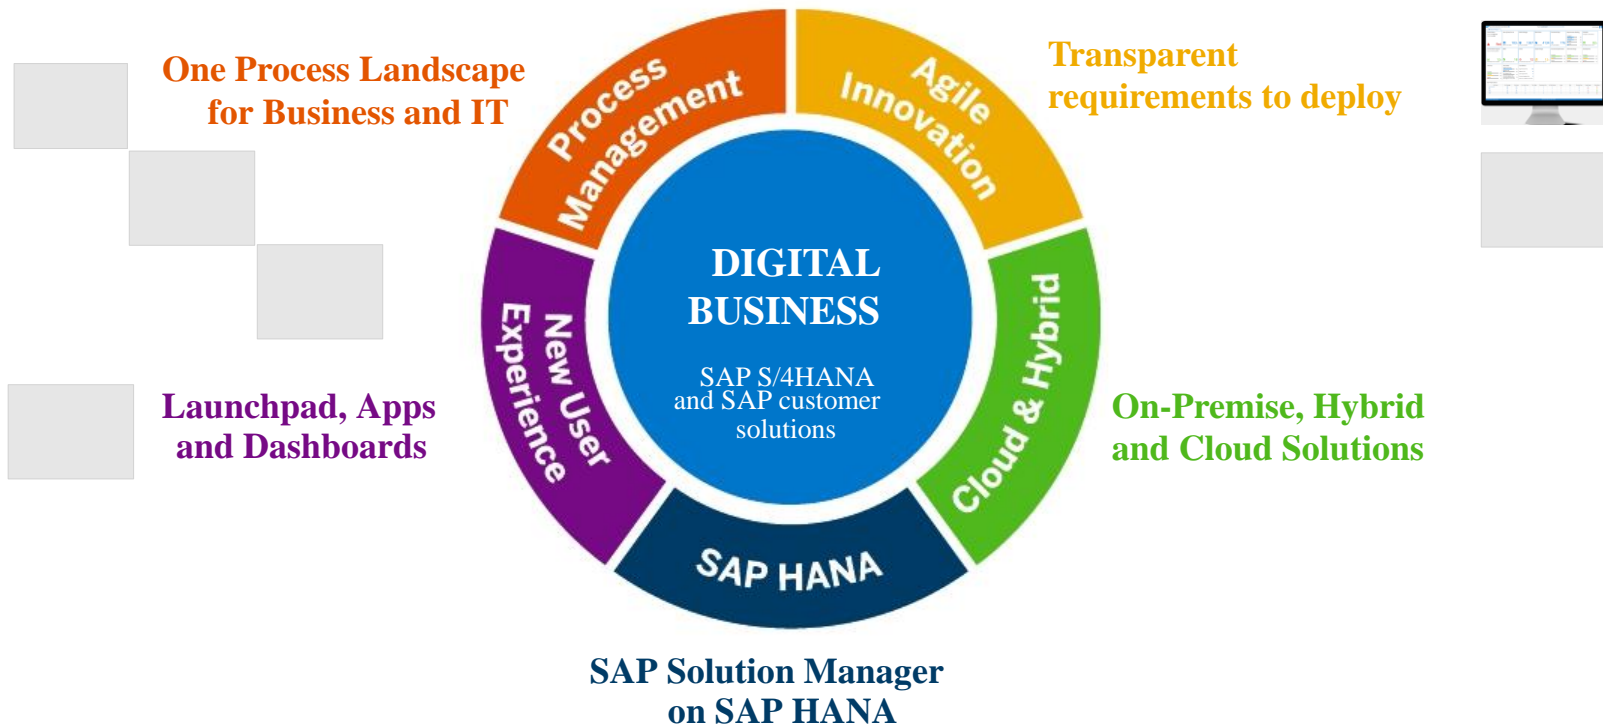 One Process Landscape
for Business and IT
Process
Management
Agile
Innovation
Transparent
requirements to deploy
DIGITAL
BUSINESS
SAP S/4HANA
and SAP customer
solutions
New User
Experience
Launchpad, Apps
and Dashboards
Cloud & Hybrid
On-Premise, Hybrid
and Cloud Solutions
SAP HANA
SAP Solution Manager
on SAP HANA